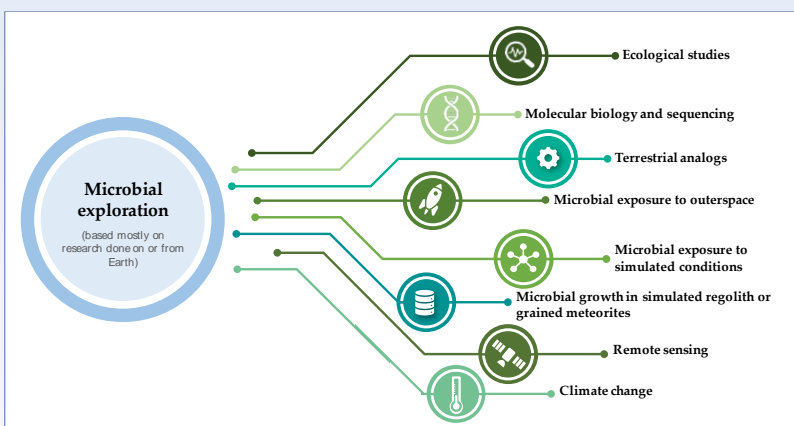 Microbial
exploration
(based mostly on
research done on or from
Earth)
Ecological studies
Molecular biology and sequencing
Terrestrial analogs
Microbial exposure to outerspace
Microbial exposure to
simulated conditions
Microbial growth in simulated regolith or
grained meteorites
Remote sensing
Climate change